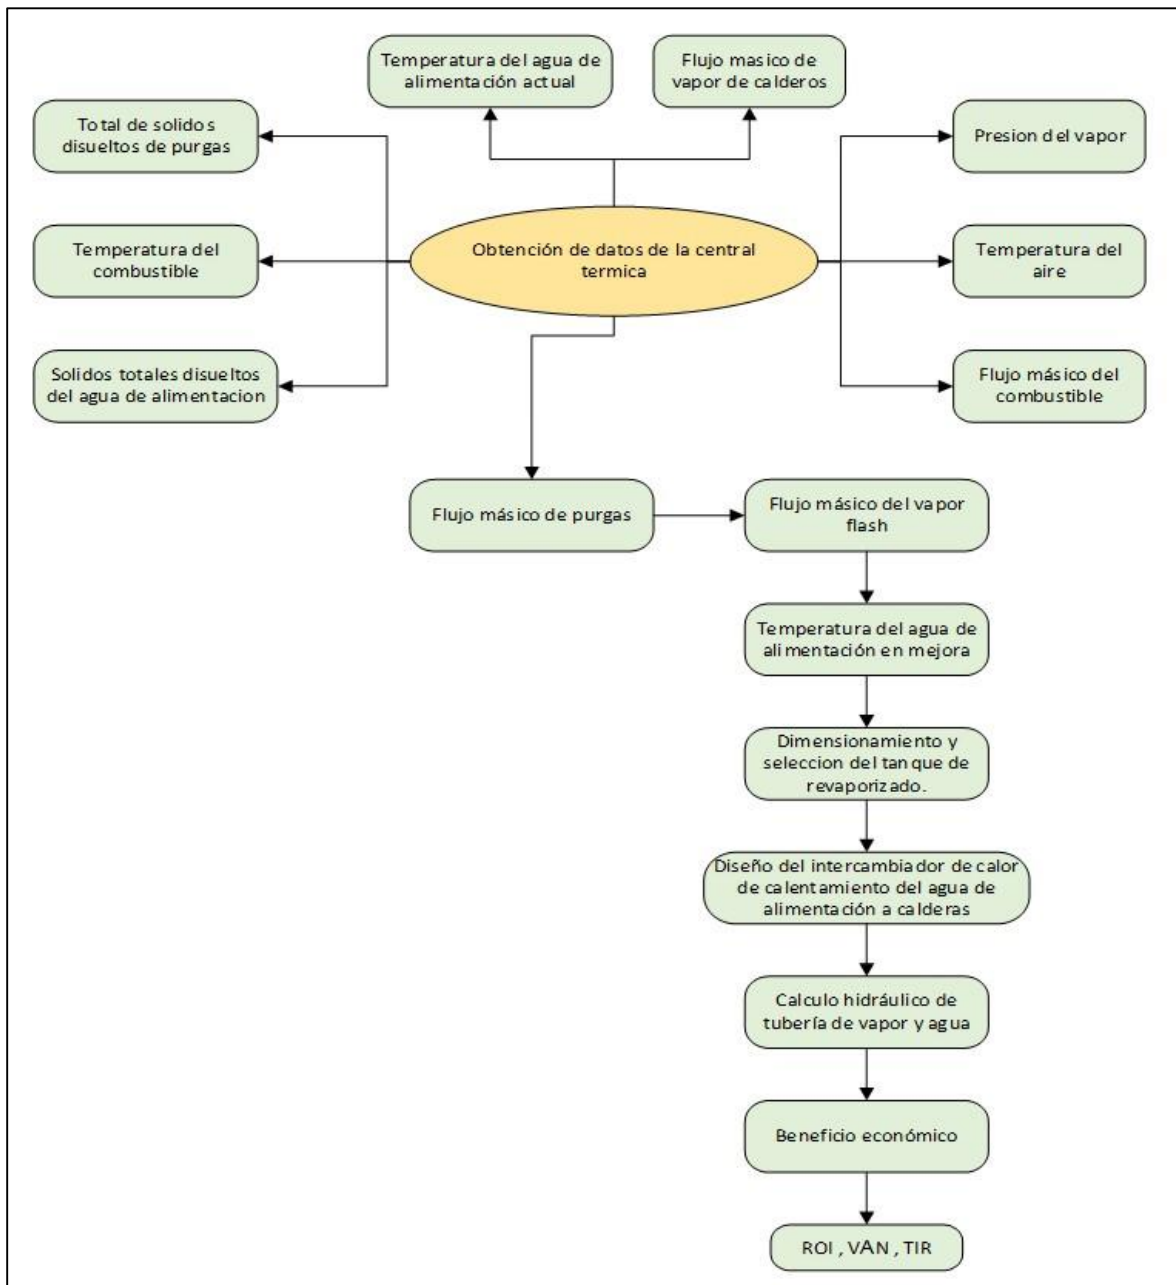 Temperatura del agua de
alimentación actual
Flujo masico de
vapor de calderos
Total de solidos
disueltos de purgas
Presion del vapor
Temperatura del
combustible
Obtención de datos de la central
termica
Temperatura del
aire
Solidos totales disueltos
del agua de alimentacion
Flujo másico del
combustible
Flujo másico de purgas
Flujo másico del vapor
flash
Temperatura del agua de
alimentación en mejora
Dimensionamiento y
seleccion del tanque de
revaporizado.
Diseño del intercambiador de calor
de calentamiento del agua de
alimentación a calderas
Calculo hidráulico de
tubería de vapor y agua
Beneficio económico
ROI , VAN , TIR